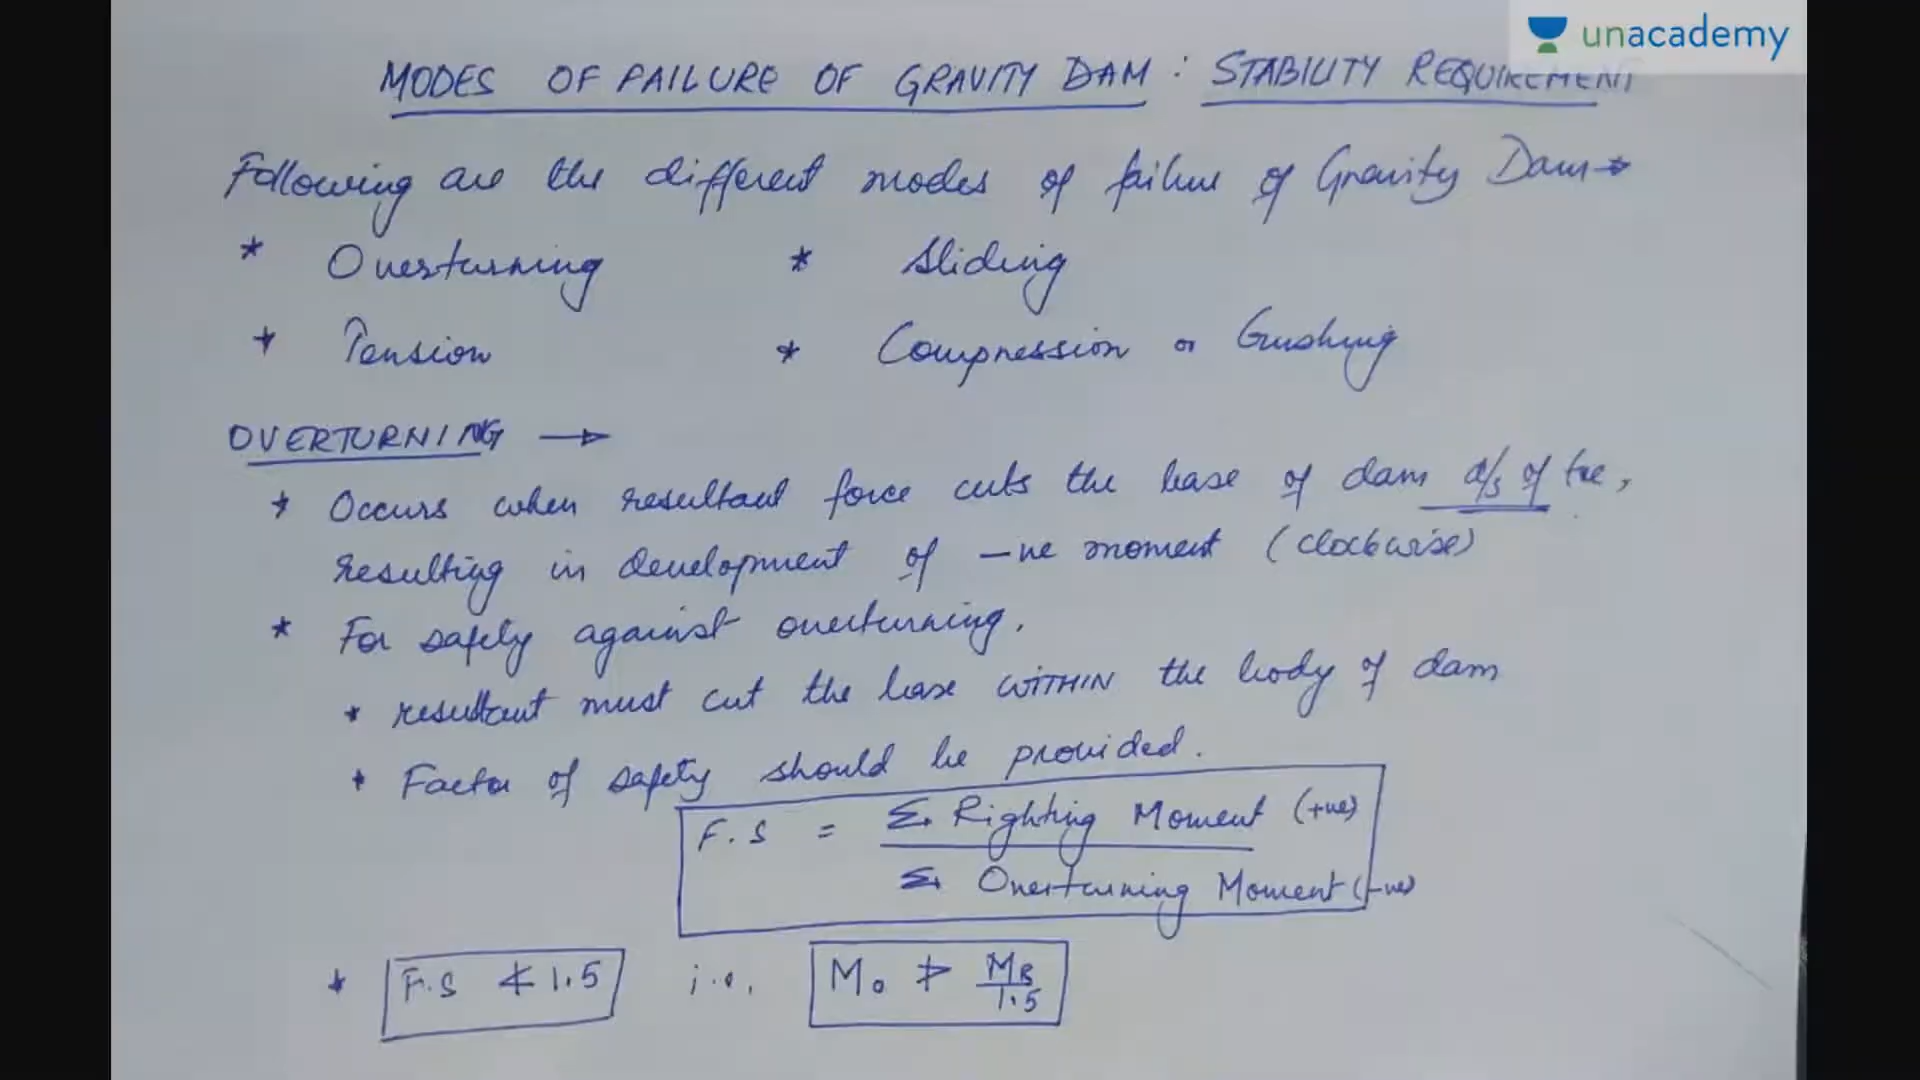 unacademy
MODES OF FAILURE OF GRAVITY DAM : STABILITY REQUIREMENT
Following are the different modes of failure of Gravity Dam →
* Overturning * Sliding
* Tension * Compression or Crushing
OVERTURNING →
* Occurs when resultant force cuts the base of dam d/s of toe,
resulting in development of -ve moment (clockwise)
* For safety against overturning,
* resultant must cut the base WITHIN the body of dam
* Factor of safety should be provided.
F.S = Σ Righting Moment (+ve)
Σ Overturning Moment (-ve)
* F.S ≮ 1.5 i.e. Mo ≯ MR
1.5